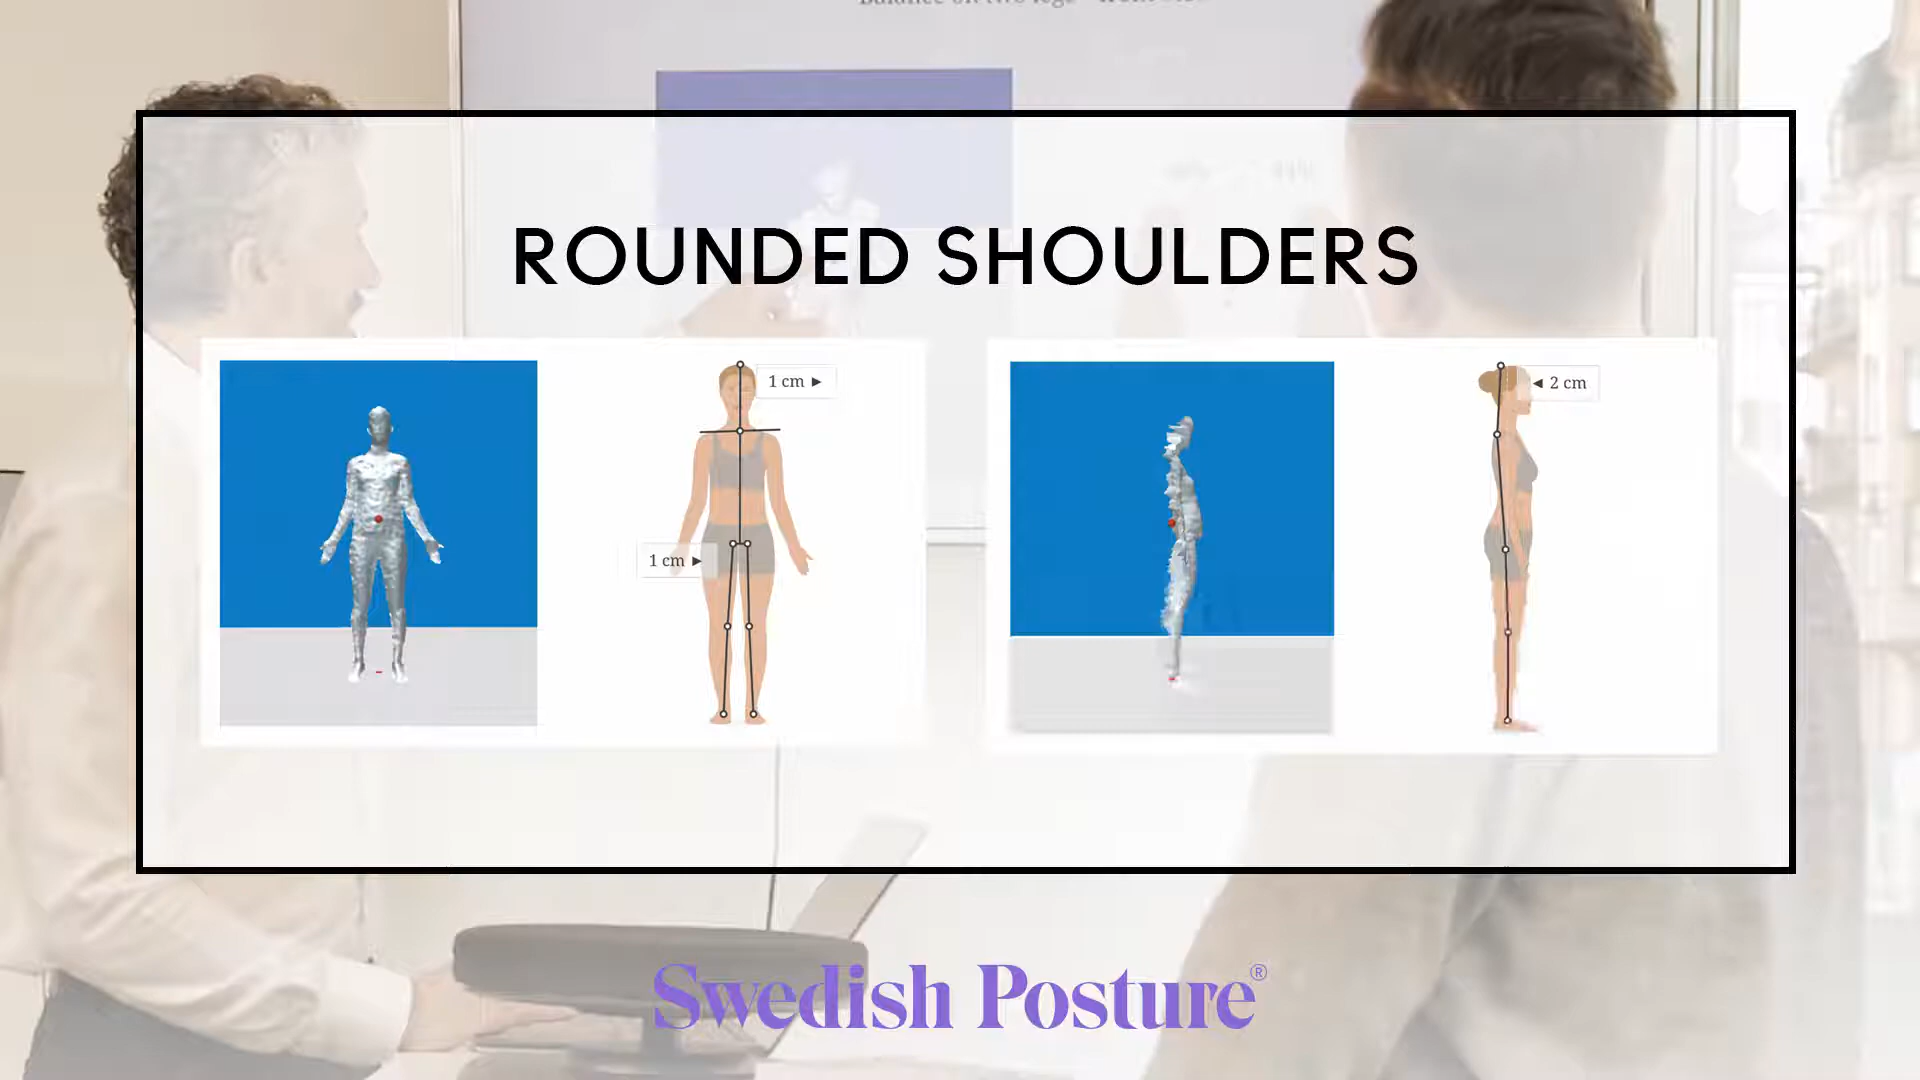 ROUNDED SHOULDERS
1 cm ►
◄ 2 cm
1 cm ►
Swedish Posture®